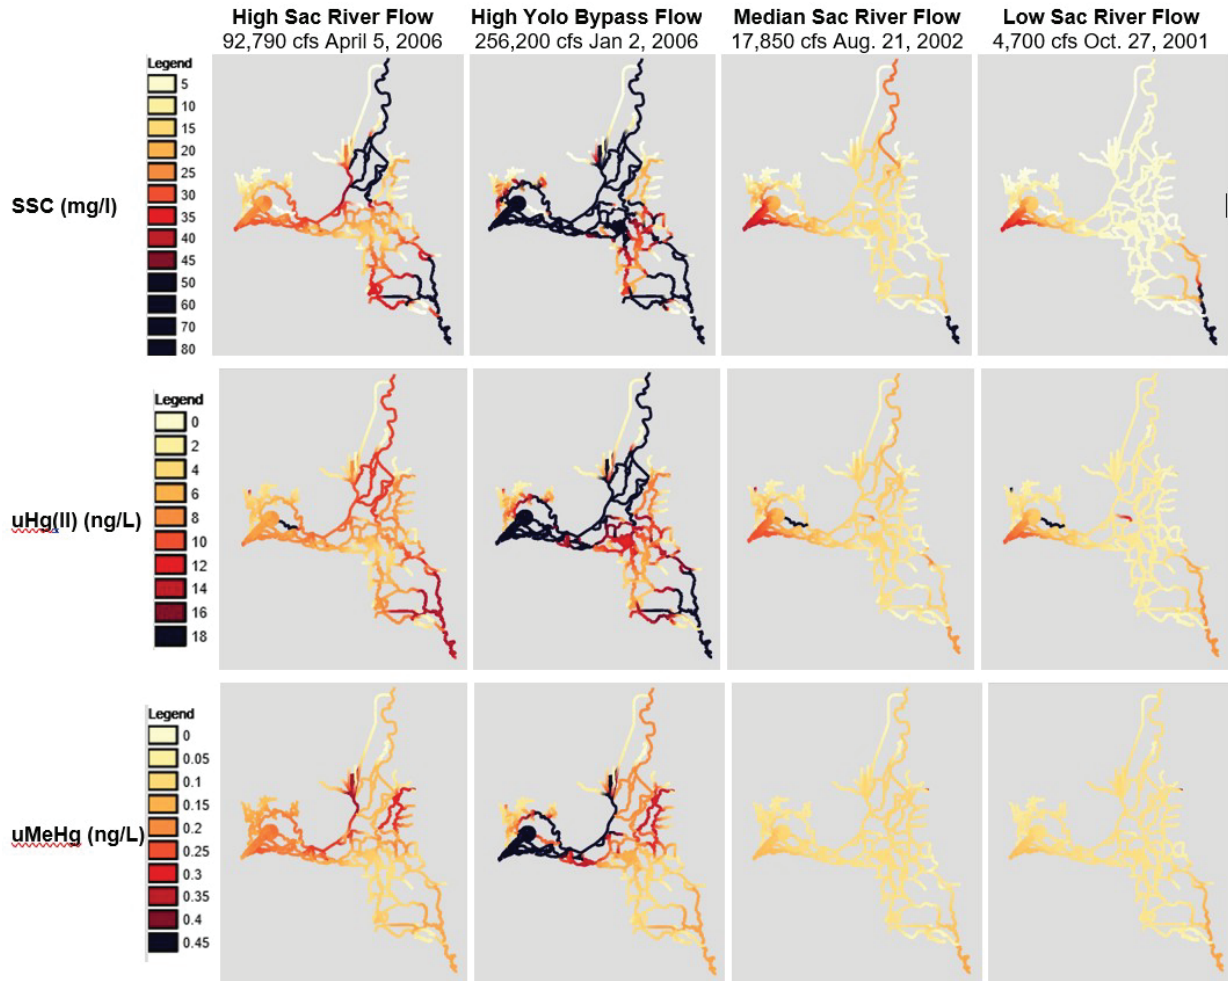 High Sac River Flow
92,790 cfs April 5, 2006
High Yolo Bypass Flow
256,200 cfs Jan 2, 2006
Median Sac River Flow
17,850 cfs Aug. 21, 2002
Low Sac River Flow
4,700 cfs Oct. 27, 2001
SSC (mg/l)
Legend
5
10
15
20
25
30
35
40
45
50
60
70
80
uHg(II) (ng/L)
Legend
0
2
4
6
8
10
12
14
16
18
uMeHg (ng/L)
Legend
0
0.05
0.1
0.15
0.2
0.25
0.3
0.35
0.4
0.45